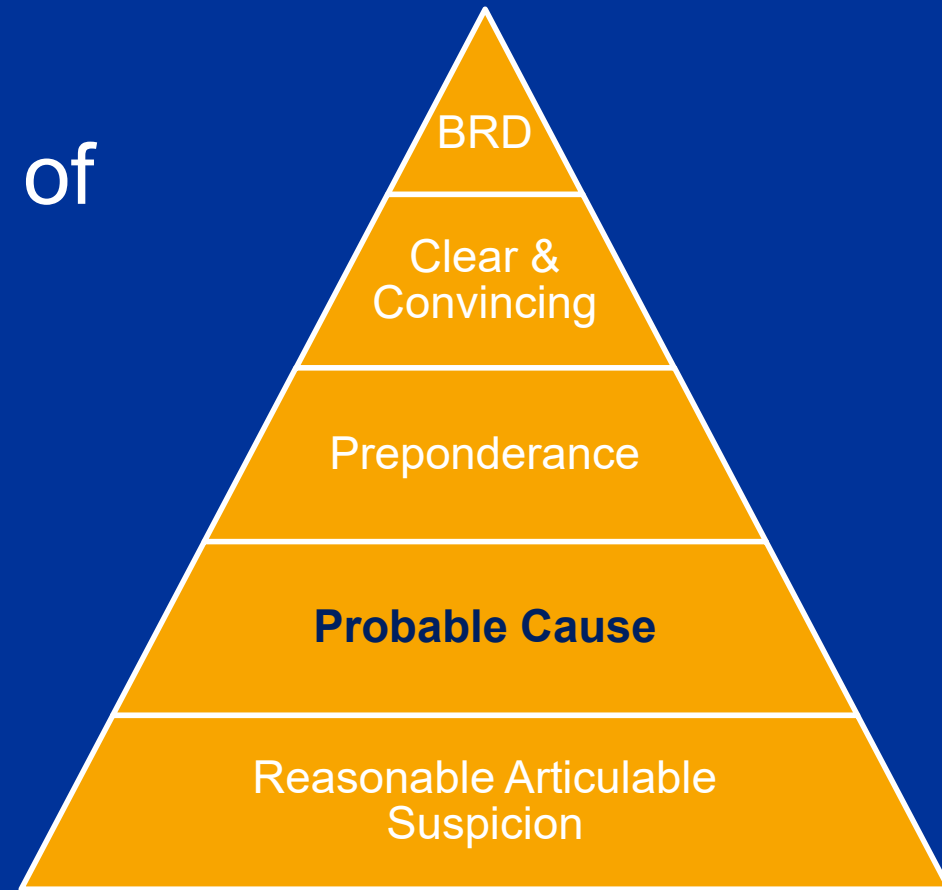 of
BRD
Clear &
Convincing
Preponderance
Probable Cause
Reasonable Articulable
Suspicion